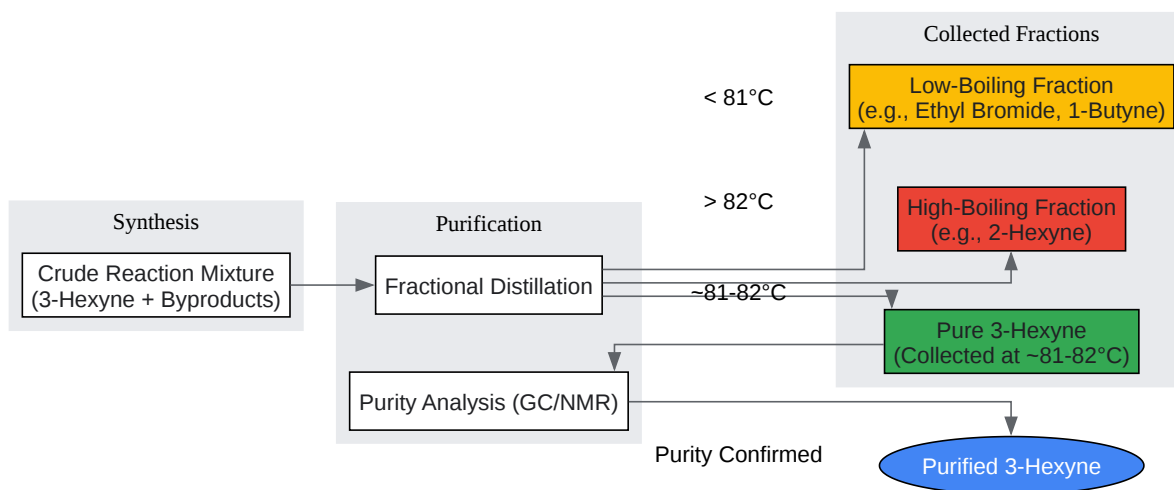 Collected Fractions
Low-Boiling Fraction
(e.g., Ethyl Bromide, 1-Butyne)
< 81°C
> 82°C
High-Boiling Fraction
(e.g., 2-Hexyne)
Synthesis
Crude Reaction Mixture
(3-Hexyne + Byproducts)
Purification
Fractional Distillation
~81-82°C
Pure 3-Hexyne
(Collected at ~81-82°C)
Purity Analysis (GC/NMR)
Purity Confirmed
Purified 3-Hexyne